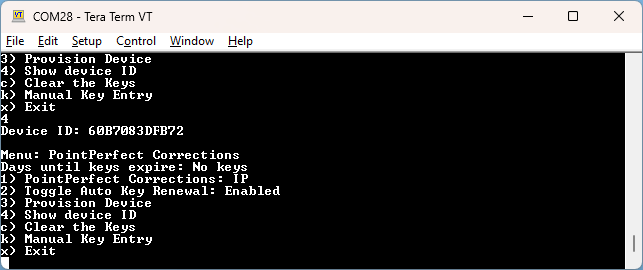 COM28 - Tera Term VT
File Edit Setup Control Window Help
3) Provision Device
4) Show device ID
c) Clear the Keys
k) Manual Key Entry
x) Exit
4
Device ID: 60B7083DFB72
Menu: PointPerfect Corrections
Days until keys expire: No keys
1) PointPerfect Corrections: IP
2) Toggle Auto Key Renewal: Enabled
3) Provision Device
4) Show device ID
c) Clear the Keys
k) Manual Key Entry
x) Exit